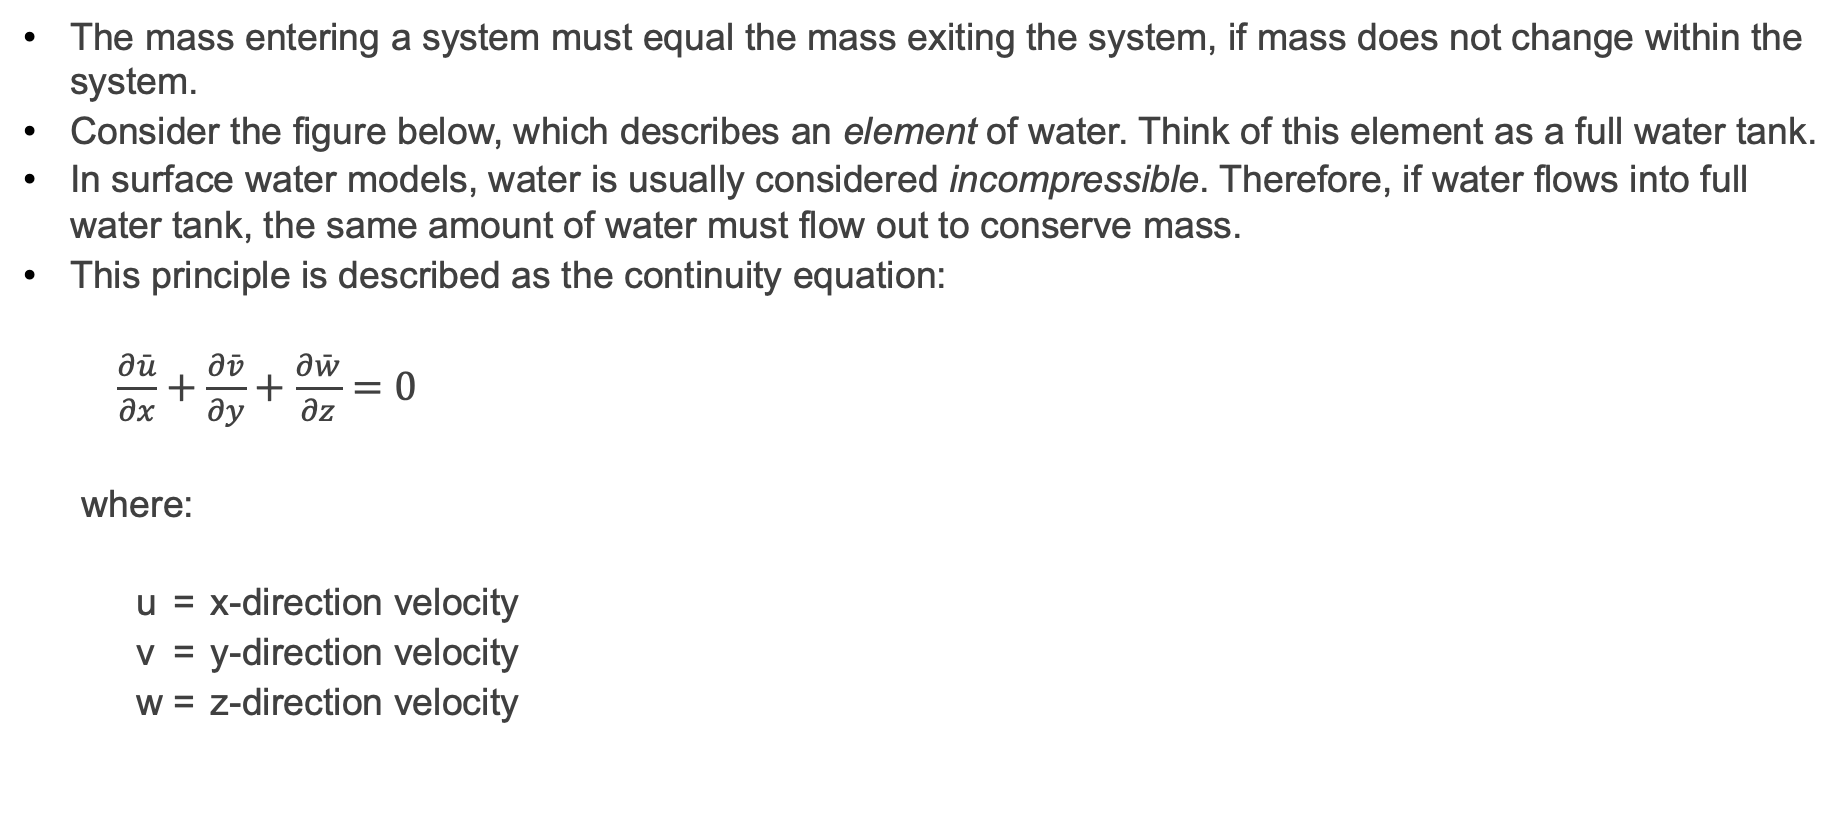 • The mass entering a system must equal the mass exiting the system, if mass does not change within the
system.
• Consider the figure below, which describes an element of water. Think of this element as a full water tank.
• In surface water models, water is usually considered incompressible. Therefore, if water flows into full
water tank, the same amount of water must flow out to conserve mass.
• This principle is described as the continuity equation:
∂ū/∂x + ∂v̄/∂y + ∂w̄/∂z = 0
where:
u = x-direction velocity
v = y-direction velocity
w = z-direction velocity